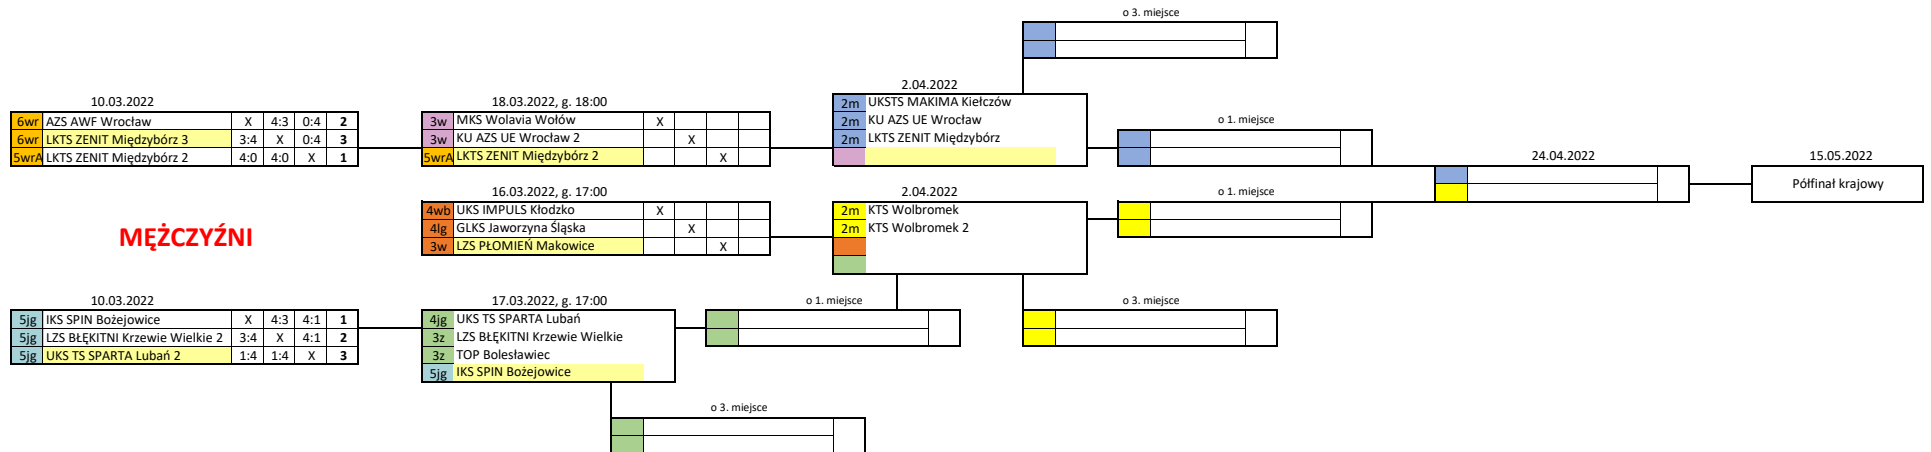 o 3. miejsce
2.04.2022
10.03.2022
18.03.2022, g. 18:00
2m UKSTS MAKIMA Kiełczów
6wr AZS AWF Wrocław X 4:3 0:4 2
3w MKS Wolavia Wołów X
2m KU AZS UE Wrocław
o 1. miejsce
6wr LKTS ZENIT Międzybórz 3 3:4 X 0:4 3
3w KU AZS UE Wrocław 2 X
2m LKTS ZENIT Międzybórz
5wrA LKTS ZENIT Międzybórz 2 4:0 4:0 X 1
5wrA LKTS ZENIT Międzybórz 2 X
24.04.2022
15.05.2022
16.03.2022, g. 17:00
2.04.2022
o 1. miejsce
Półfinał krajowy
4wb UKS IMPULS Kłodzko X
2m KTS Wolbromek
4lg GLKS Jaworzyna Śląska X
2m KTS Wolbromek 2
MĘŻCZYŹNI
3w LZS PŁOMIEŃ Makowice X
10.03.2022
17.03.2022, g. 17:00
o 1. miejsce
o 3. miejsce
5jg IKS SPIN Bożejowice X 4:3 4:1 1
4jg UKS TS SPARTA Lubań
5jg LZS BŁĘKITNI Krzewie Wielkie 2 3:4 X 4:1 2
3z LZS BŁĘKITNI Krzewie Wielkie
5jg UKS TS SPARTA Lubań 2 1:4 1:4 X 3
3z TOP Bolesławiec
5jg IKS SPIN Bożejowice
o 3. miejsce